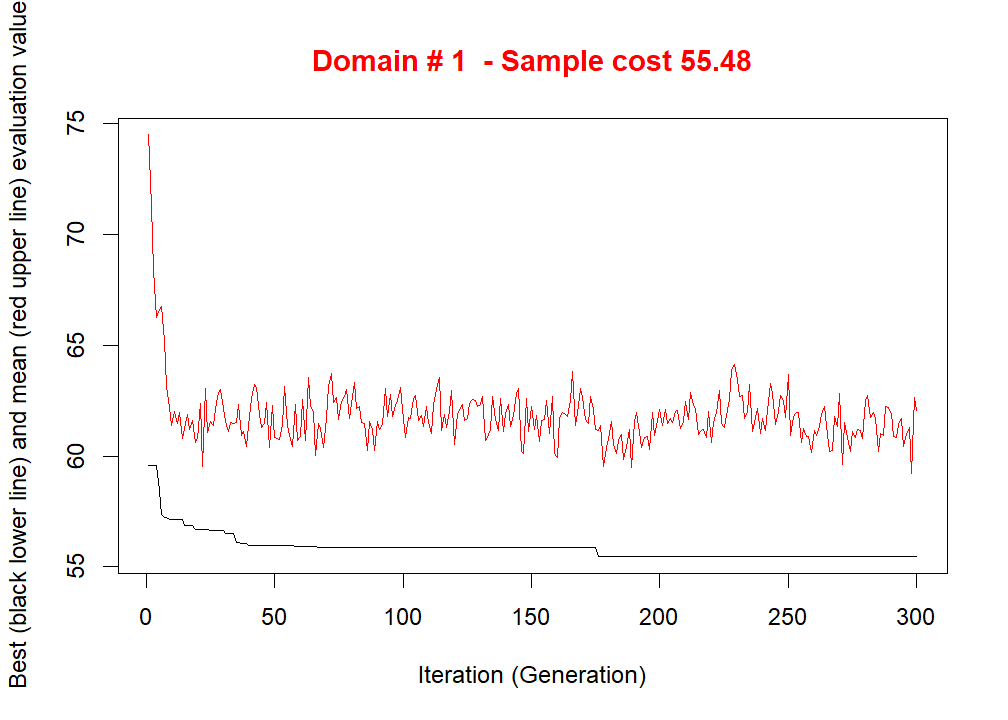 Domain # 1  - Sample cost 55.48
Best (black lower line) and mean (red upper line) evaluation value
75
70
65
60
55
0 50 100 150 200 250 300
Iteration (Generation)